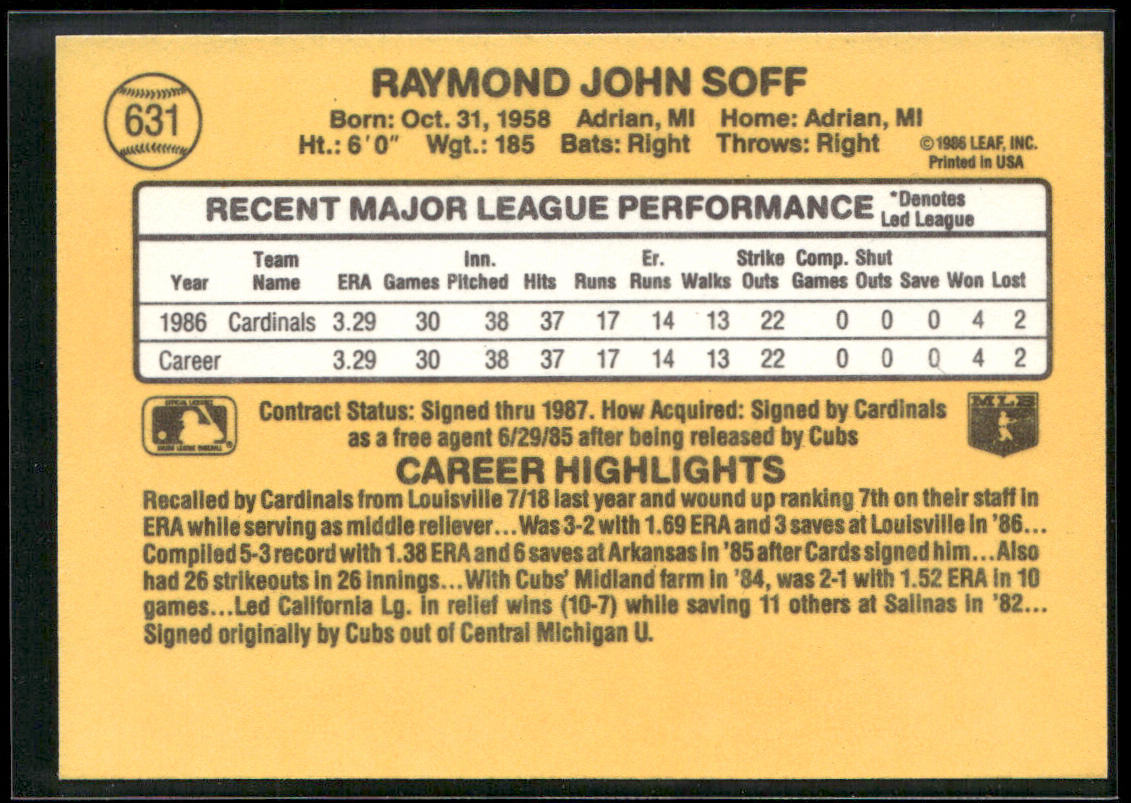 631
RAYMOND JOHN SOFF
Born: Oct. 31, 1958 Adrian, MI Home: Adrian, MI
Ht.: 6'0" Wgt.: 185 Bats: Right Throws: Right
©1986 LEAF, INC.
Printed in USA
RECENT MAJOR LEAGUE PERFORMANCE
*Denotes
Led League
Year Team Name ERA Games Inn. Pitched Hits Runs Er. Runs Walks Strike Outs Comp. Games Shut Outs Save Won Lost
1986 Cardinals 3.29 30 38 37 17 14 13 22 0 0 0 4 2
Career 3.29 30 38 37 17 14 13 22 0 0 0 4 2
Contract Status: Signed thru 1987. How Acquired: Signed by Cardinals
as a free agent 6/29/85 after being released by Cubs
MLB
CAREER HIGHLIGHTS
Recalled by Cardinals from Louisville 7/18 last year and wound up ranking 7th on their staff in
ERA while serving as middle reliever...Was 3-2 with 1.69 ERA and 3 saves at Louisville in '86...
Compiled 5-3 record with 1.38 ERA and 6 saves at Arkansas in '85 after Cards signed him...Also
had 26 strikeouts in 26 innings...With Cubs' Midland farm in '84, was 2-1 with 1.52 ERA in 10
games...Led California Lg. in relief wins (10-7) while saving 11 others at Salinas in '82...
Signed originally by Cubs out of Central Michigan U.